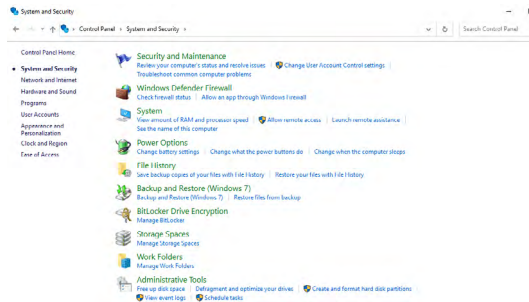 System and Security
Control Panel > System and Security >
Search Control Panel
Control Panel Home
System and Security
Network and Internet
Hardware and Sound
Programs
User Accounts
Appearance and
Personalization
Clock and Region
Ease of Access
Security and Maintenance
Review your computer's status and resolve issues | Change User Account Control settings |
Troubleshoot common computer problems
Windows Defender Firewall
Check firewall status | Allow an app through Windows Firewall
System
View amount of RAM and processor speed | Allow remote access | Launch remote assistance |
See the name of this computer
Power Options
Change battery settings | Change what the power buttons do | Change when the computer sleeps
File History
Save backup copies of your files with File History | Restore your files with File History
Backup and Restore (Windows 7)
Backup and Restore (Windows 7) | Restore files from backup
BitLocker Drive Encryption
Manage BitLocker
Storage Spaces
Manage Storage Spaces
Work Folders
Manage Work Folders
Administrative Tools
Free up disk space | Defragment and optimize your drives | Create and format hard disk partitions
View event logs | Schedule tasks